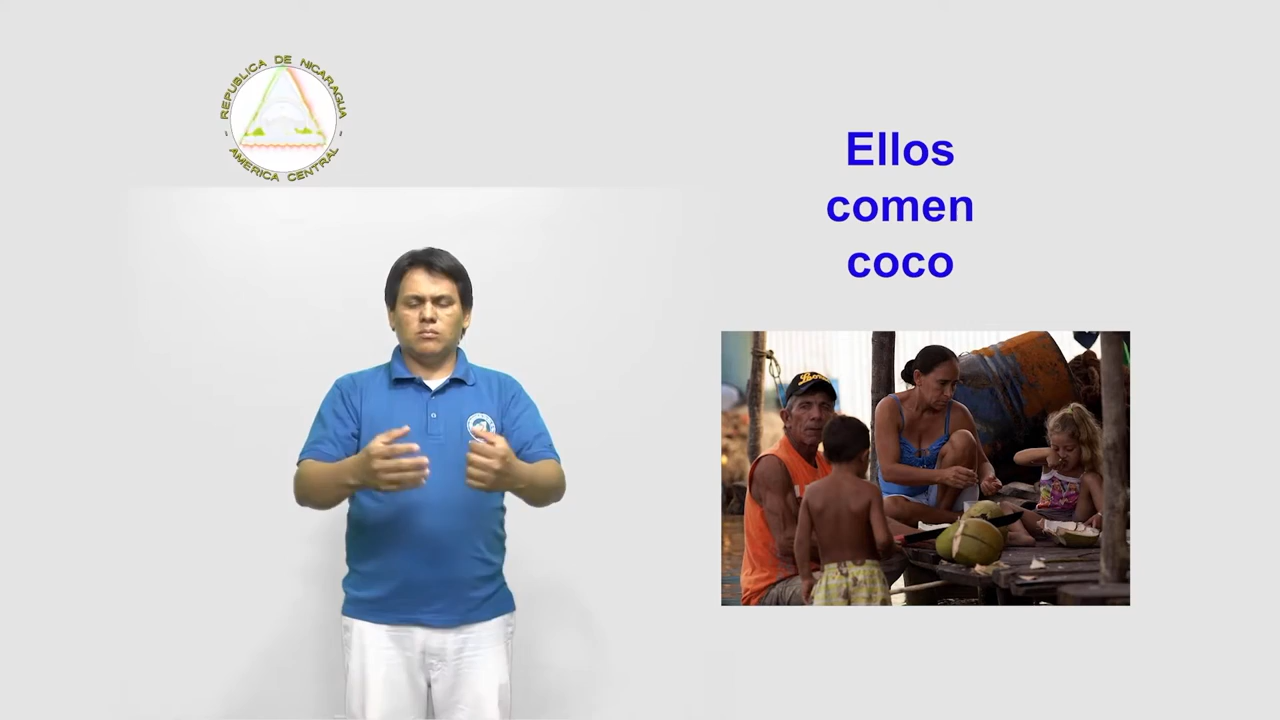 REPUBLICA DE NICARAGUA
- AMERICA CENTRAL -
Ellos
comen
coco